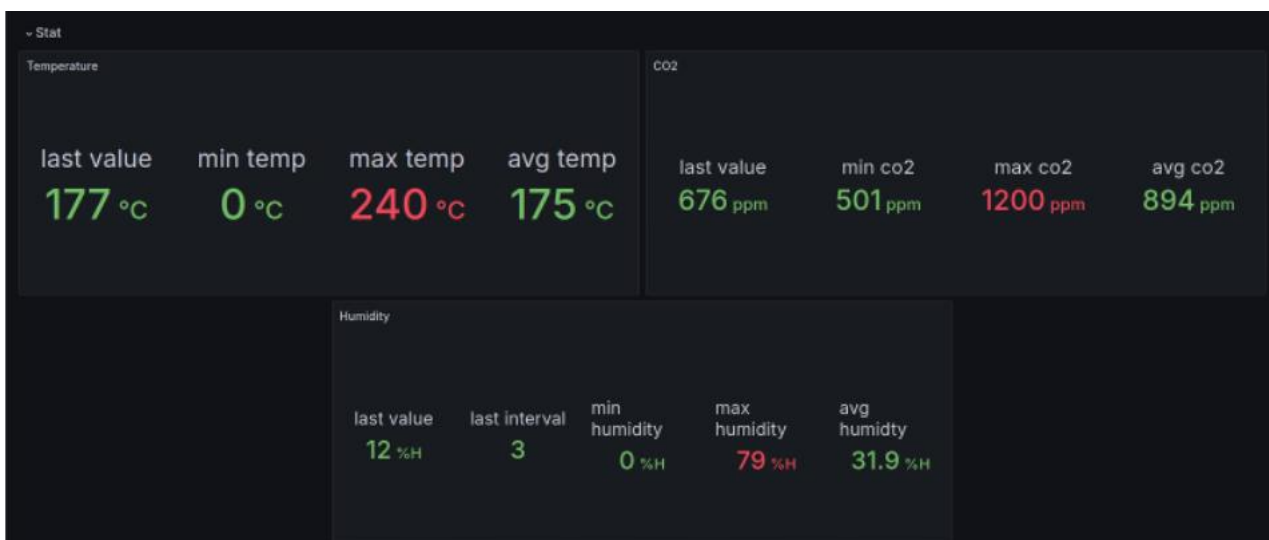 Stat
Temperature
last value min temp max temp avg temp
177 °C 0 °C 240 °C 175 °C
CO2
last value min co2 max co2 avg co2
676 ppm 501 ppm 1200 ppm 894 ppm
Humidity
last value last interval min humidity max humidity avg humidty
12 %H 3 0 %H 79 %H 31.9 %H